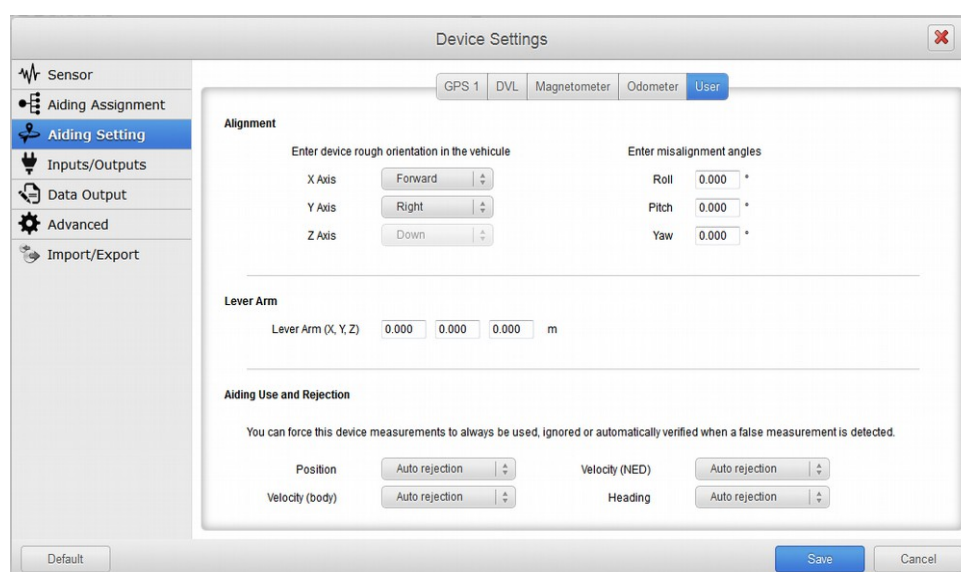 Device Settings
Sensor
Aiding Assignment
Aiding Setting
Inputs/Outputs
Data Output
Advanced
Import/Export
GPS 1 DVL Magnetometer Odometer User
Alignment
Enter device rough orientation in the vehicule Enter misalignment angles
X Axis Forward Roll 0.000 °
Y Axis Right Pitch 0.000 °
Z Axis Down Yaw 0.000 °
Lever Arm
Lever Arm (X, Y, Z) 0.000 0.000 0.000 m
Aiding Use and Rejection
You can force this device measurements to always be used, ignored or automatically verified when a false measurement is detected.
Position Auto rejection Velocity (NED) Auto rejection
Velocity (body) Auto rejection Heading Auto rejection
Default Save Cancel